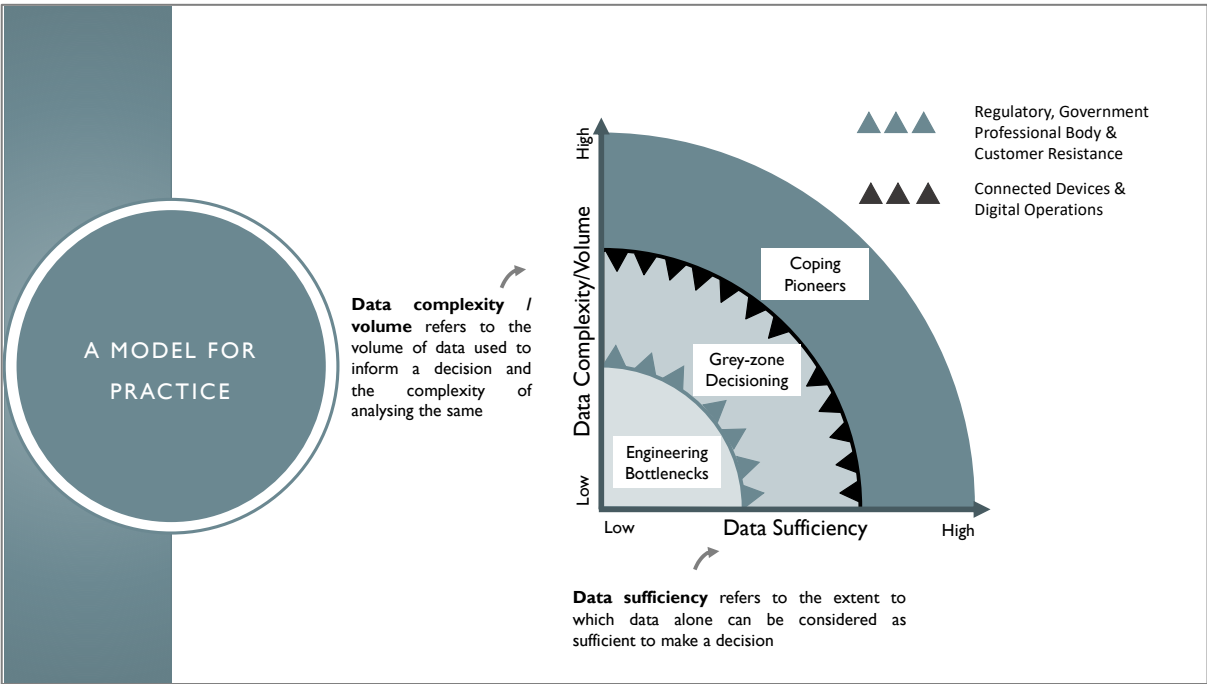 A MODEL FOR
PRACTICE
Data complexity /
volume refers to the
volume of data used to
inform a decision and
the complexity of
analysing the same
High
Data Complexity/Volume
Low
Regulatory, Government
Professional Body &
Customer Resistance
Connected Devices &
Digital Operations
Coping
Pioneers
Grey-zone
Decisioning
Engineering
Bottlenecks
Low
Data Sufficiency
High
Data sufficiency refers to the extent to
which data alone can be considered as
sufficient to make a decision